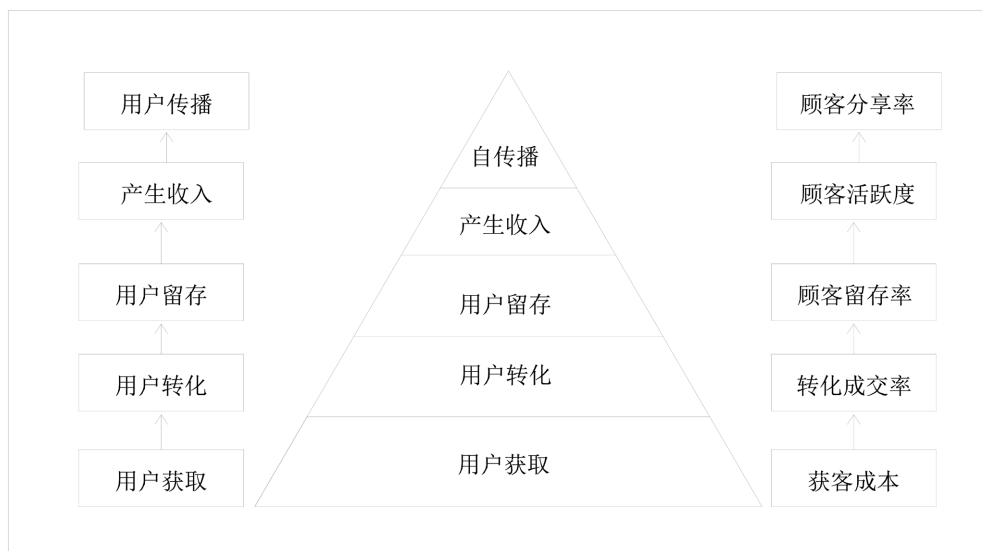 用户传播
产生收入
用户留存
用户转化
用户获取
自传播
产生收入
用户留存
用户转化
用户获取
顾客分享率
顾客活跃度
顾客留存率
转化成交率
获客成本